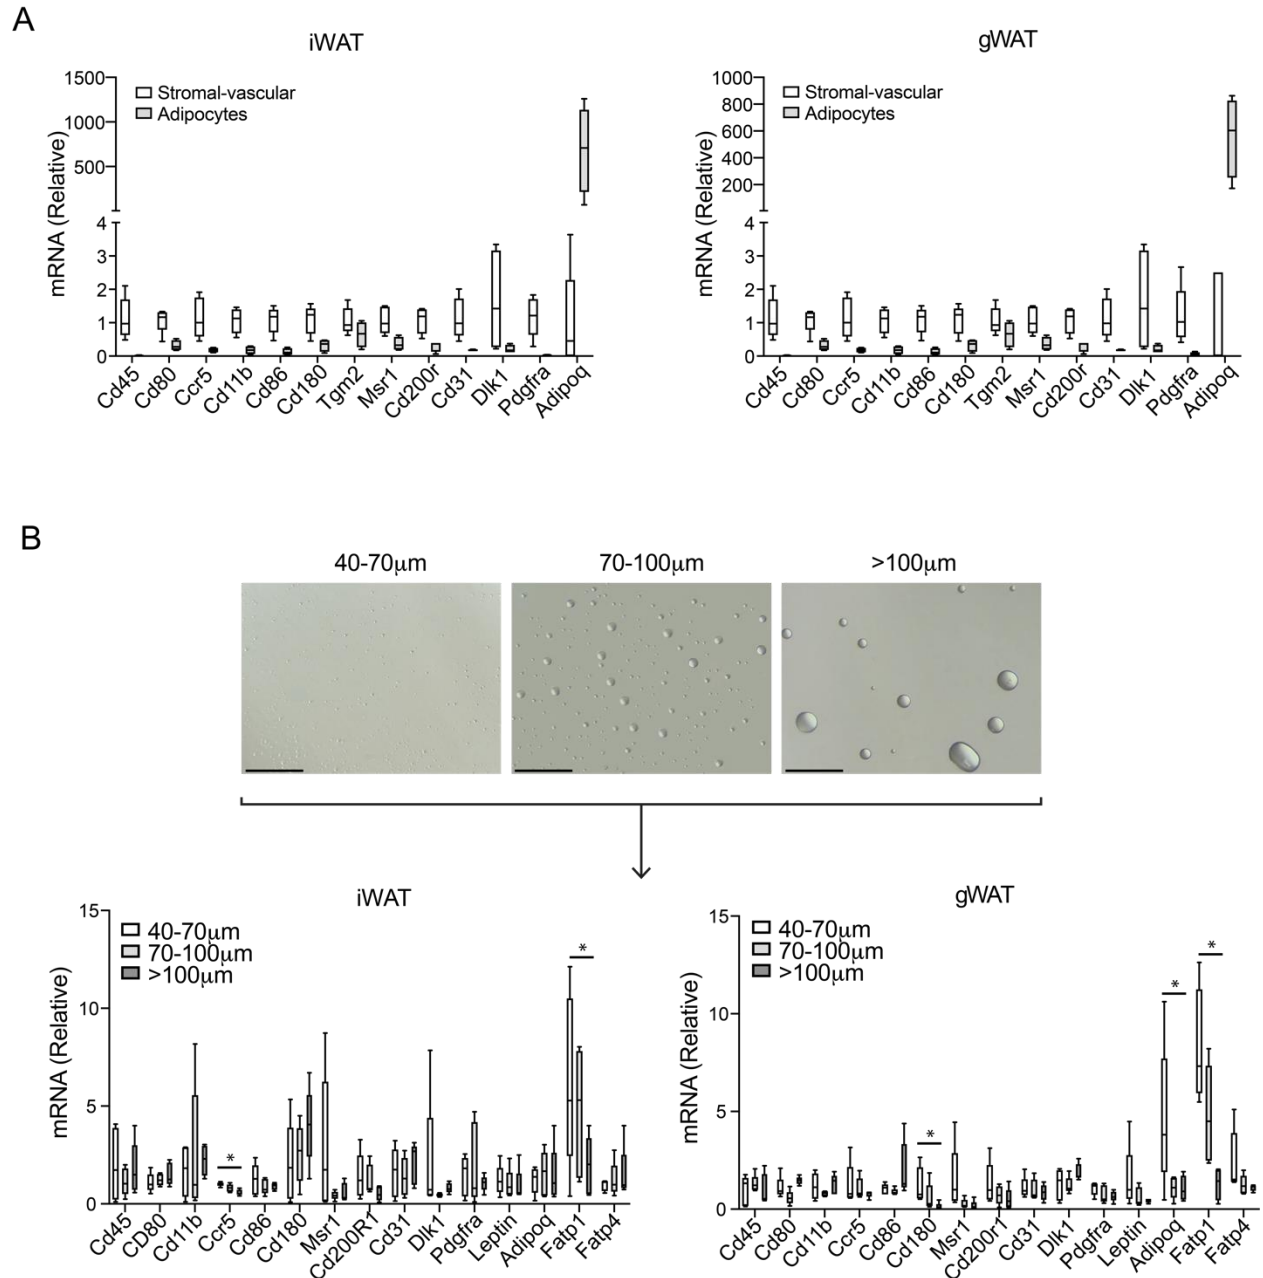 A
iWAT
mRNA (Relative)
1500
1000
500
4
3
2
1
0
Stromal-vascular
Adipocytes
Cd45
Cd80
Ccr5
Cd11b
Cd86
Cd180
Tgm2
Msr1
Cd200r
Cd31
Dlk1
Pdgfra
Adipoq
gWAT
mRNA (Relative)
1000
800
600
400
200
4
3
2
1
0
Stromal-vascular
Adipocytes
Cd45
Cd80
Ccr5
Cd11b
Cd86
Cd180
Tgm2
Msr1
Cd200r
Cd31
Dlk1
Pdgfra
Adipoq
B
40-70μm
70-100μm
>100μm
iWAT
mRNA (Relative)
15
10
5
0
40-70μm
70-100μm
>100μm
*
*
Cd45
CD80
Cd11b
Ccr5
Cd86
Cd180
Msr1
Cd200R1
Cd31
Dlk1
Pdgfra
Leptin
Adipoq
Fatp1
Fatp4
gWAT
mRNA (Relative)
15
10
5
0
40-70μm
70-100μm
>100μm
*
*
*
Cd45
Cd80
Cd11b
Ccr5
Cd86
Cd180
Msr1
Cd200r1
Cd31
Dlk1
Pdgfra
Leptin
Adipoq
Fatp1
Fatp4